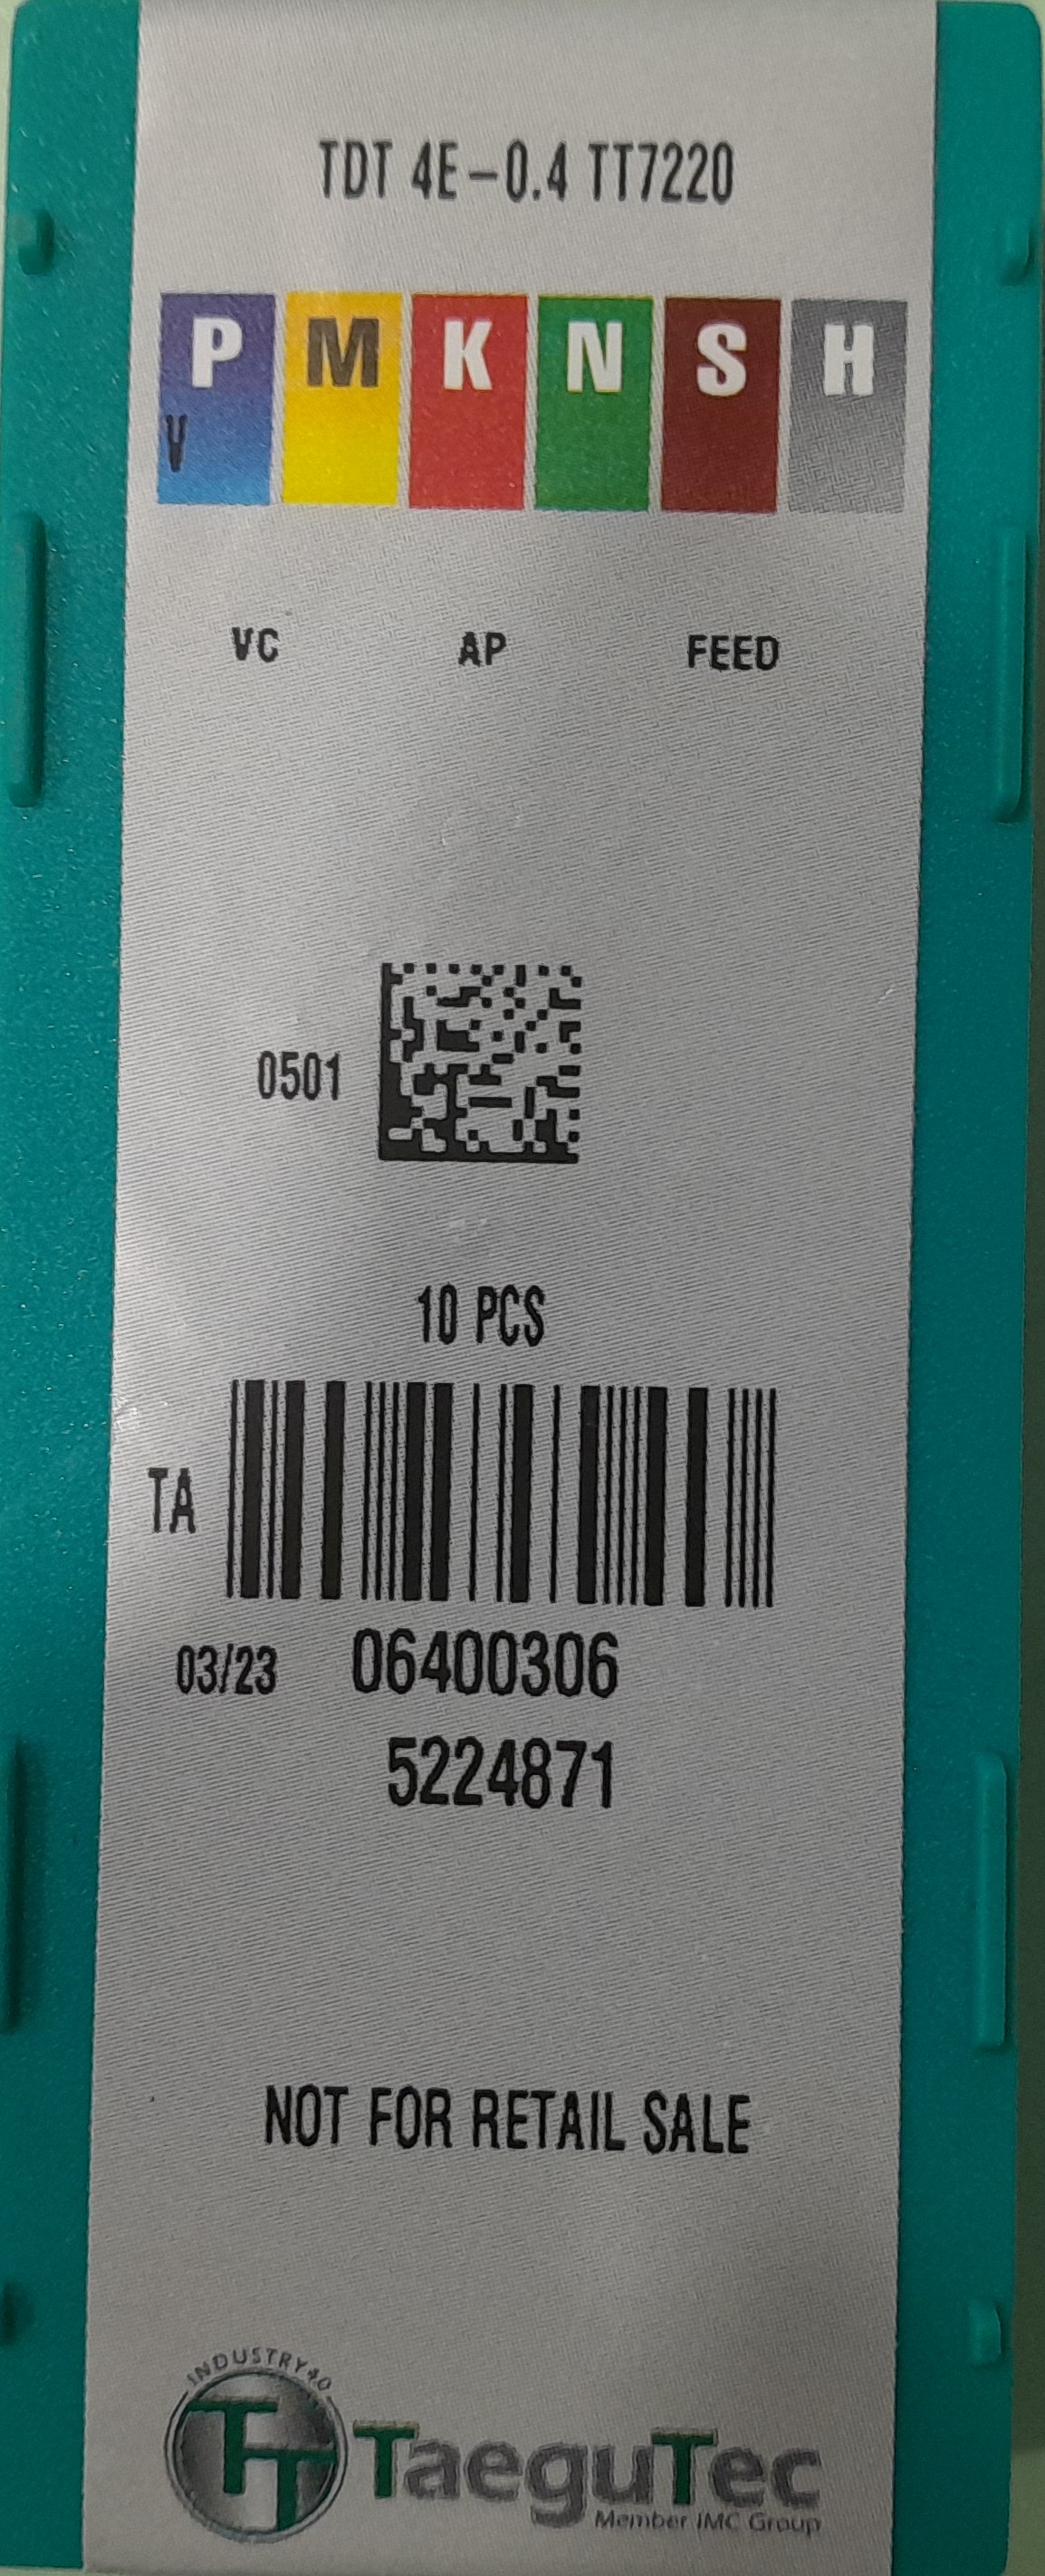 TDT 4E-0.4 TT7220
P M K N S H
V
VC AP FEED
0501
10 PCS
TA
03/23 06400306
5224871
NOT FOR RETAIL SALE
INDUSTRY4.0
TT TaeguTec
Member IMC Group